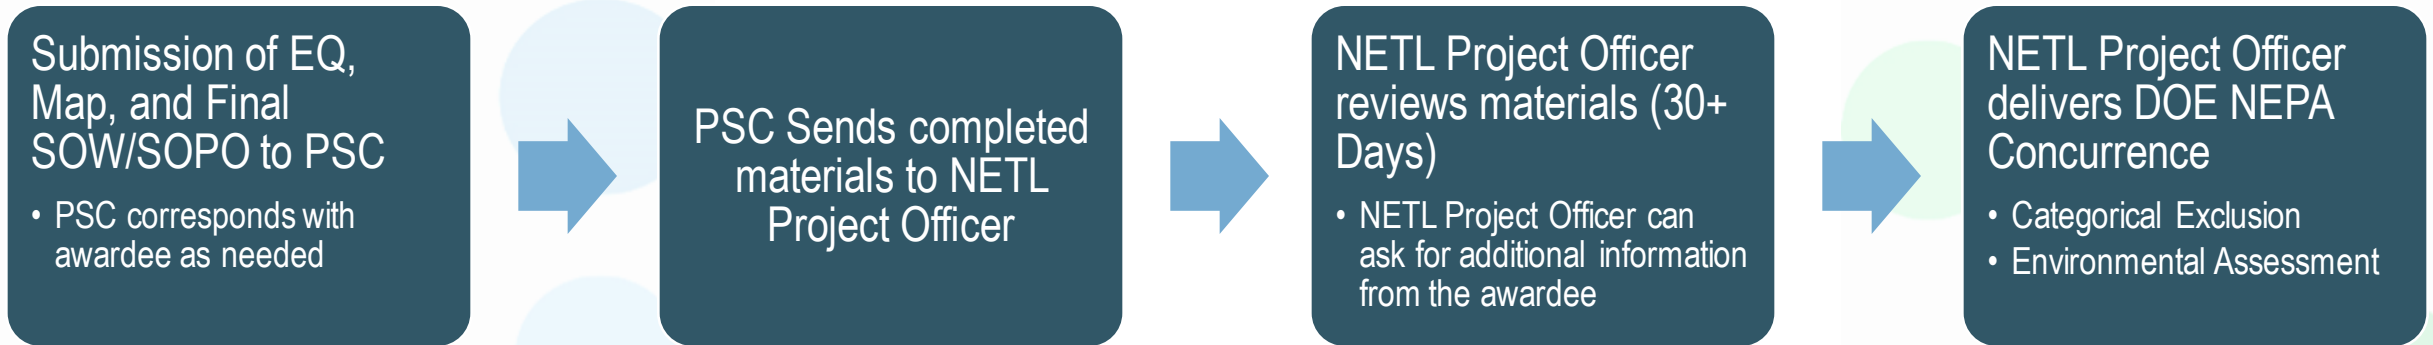 Submission of EQ,
Map, and Final
SOW/SOPO to PSC
• PSC corresponds with
awardee as needed
PSC Sends completed
materials to NETL
Project Officer
NETL Project Officer
reviews materials (30+
Days)
• NETL Project Officer can
ask for additional information
from the awardee
NETL Project Officer
delivers DOE NEPA
Concurrence
• Categorical Exclusion
• Environmental Assessment